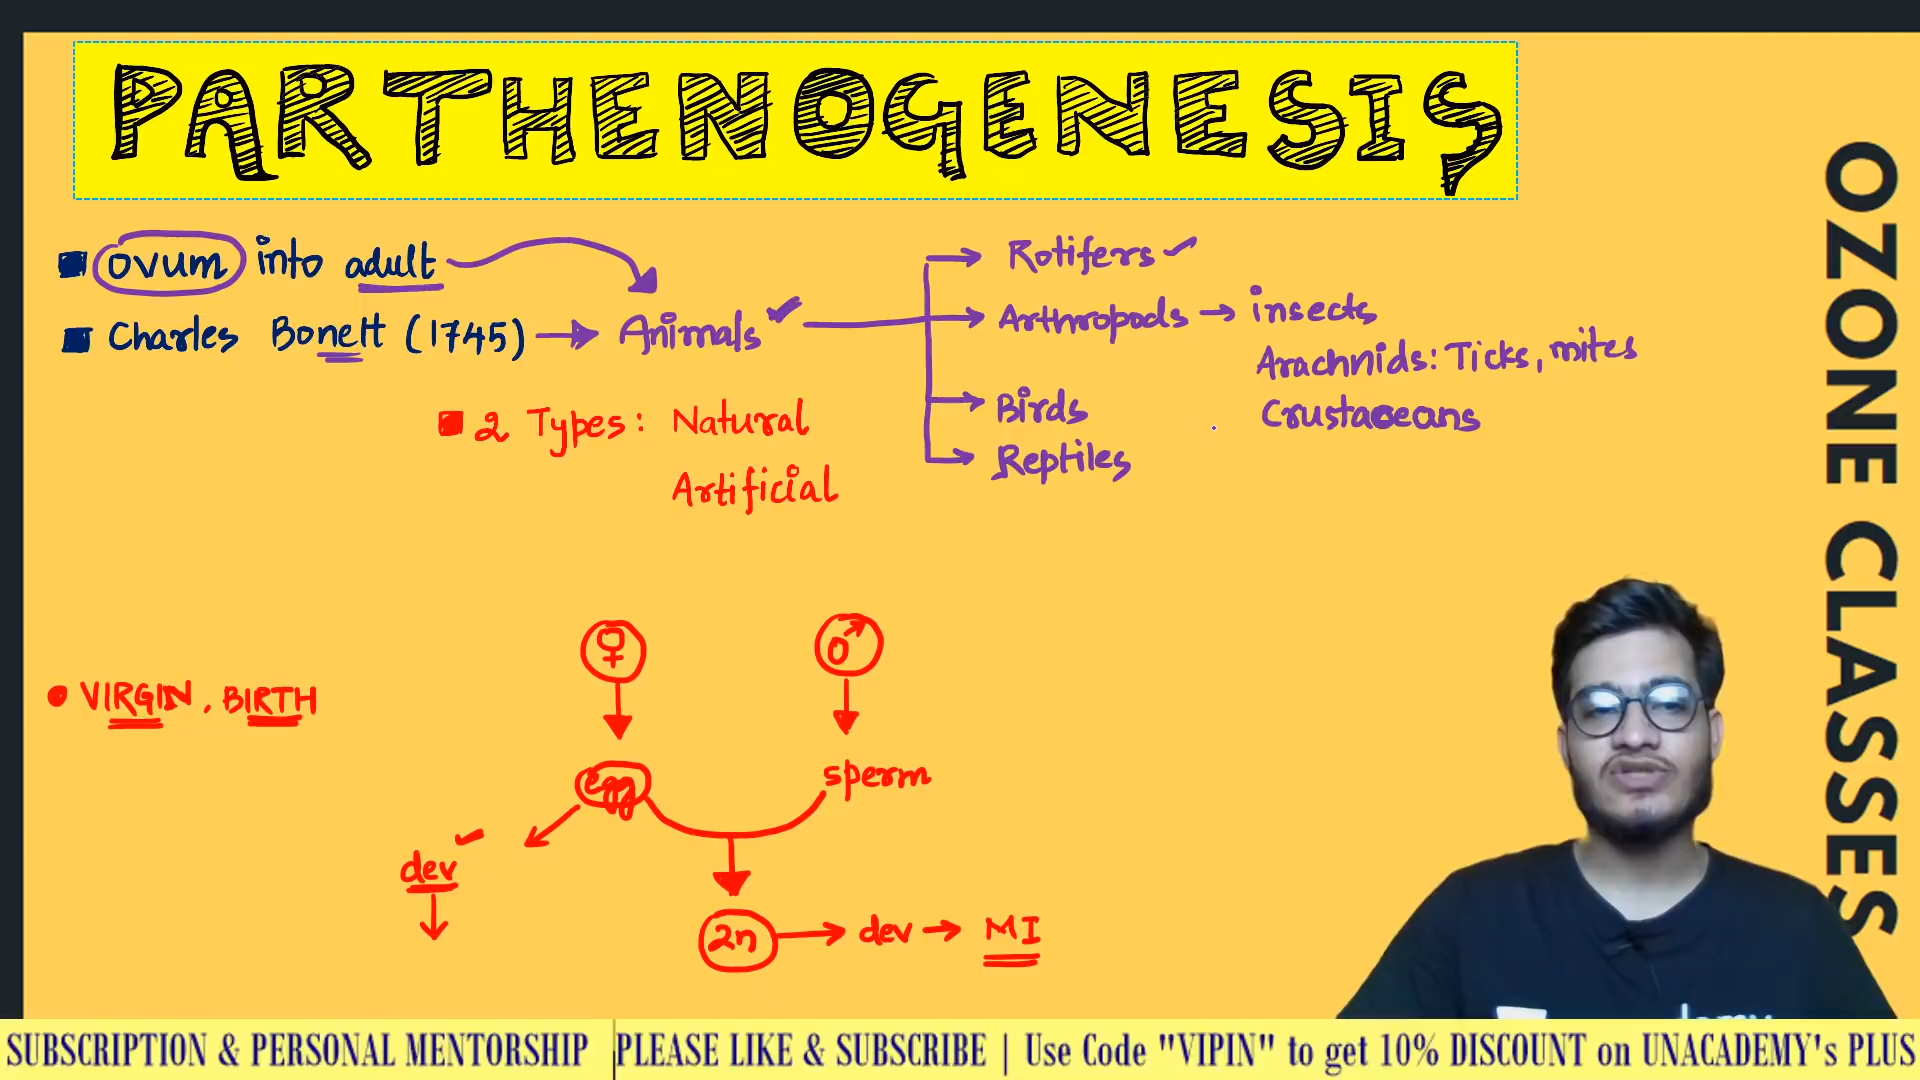 PARTHENOGENESIS
ovum into adult
Charles Bonett (1745) → Animals
Rotifers
Arthropods → insects
Arachnids: Ticks, mites
Crustaceans
Birds
Reptiles
2 Types: Natural
Artificial
VIRGIN, BIRTH
♀ ♂
egg sperm
dev
2n → dev → MI
OZONE CLASSES
SUBSCRIPTION & PERSONAL MENTORSHIP PLEASE LIKE & SUBSCRIBE | Use Code "VIPIN" to get 10% DISCOUNT on UNACADEMY's PLUS